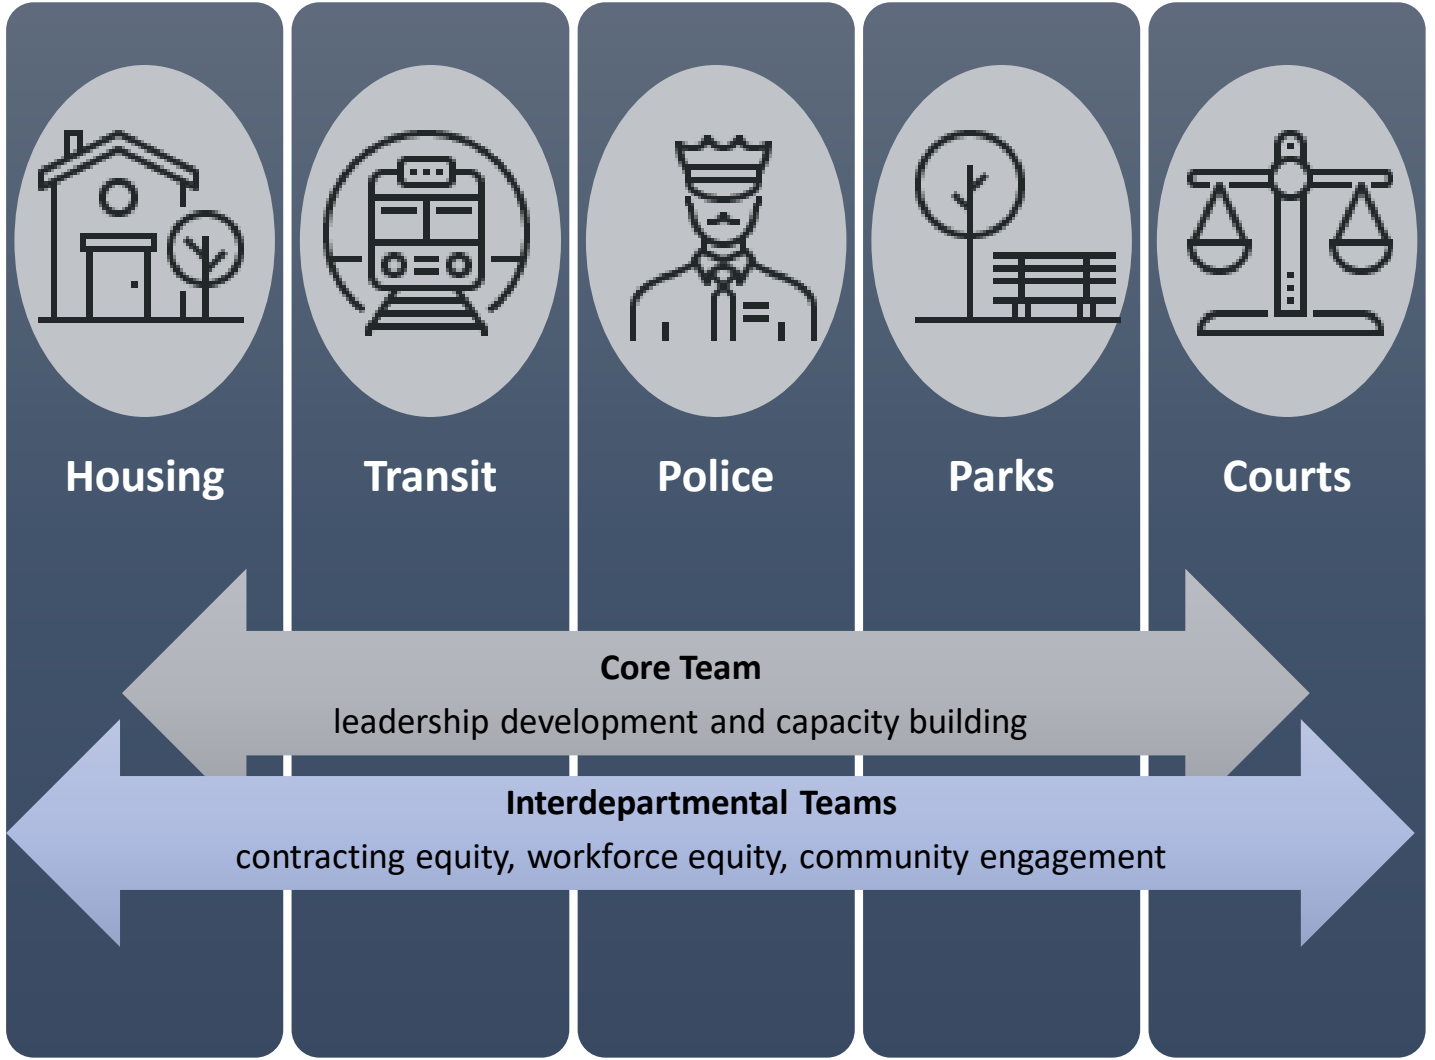 Housing
Transit
Police
Parks
Courts
Core Team
leadership development and capacity building
Interdepartmental Teams
contracting equity, workforce equity, community engagement